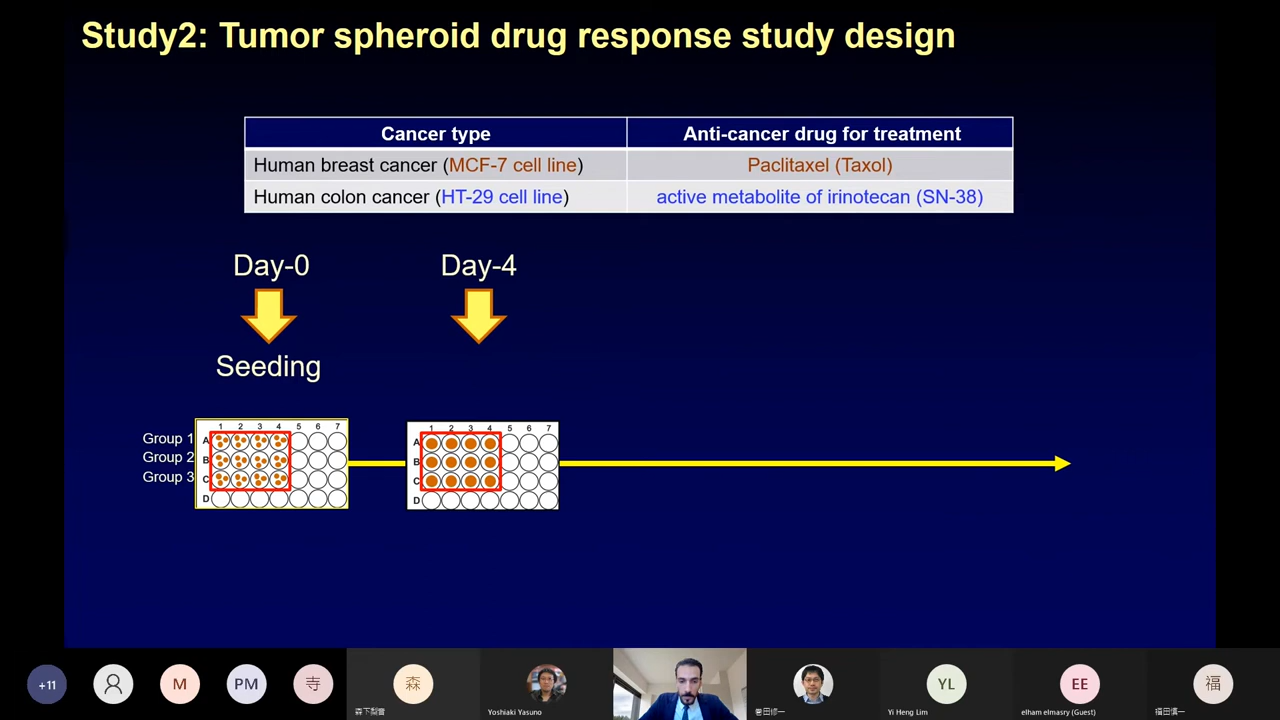 Study2: Tumor spheroid drug response study design
Cancer type
Anti-cancer drug for treatment
Human breast cancer (MCF-7 cell line)
Paclitaxel (Taxol)
Human colon cancer (HT-29 cell line)
active metabolite of irinotecan (SN-38)
Day-0
Day-4
Seeding
Group 1
Group 2
Group 3
1 2 3 4 5 6 7
A
B
C
D
1 2 3 4 5 6 7
A
B
C
D
+11
M
PM
寺
森
Yoshiaki Yasuno
YL
Yi Heng Lim
EE
elham elmasry (Guest)
福
福田慎一